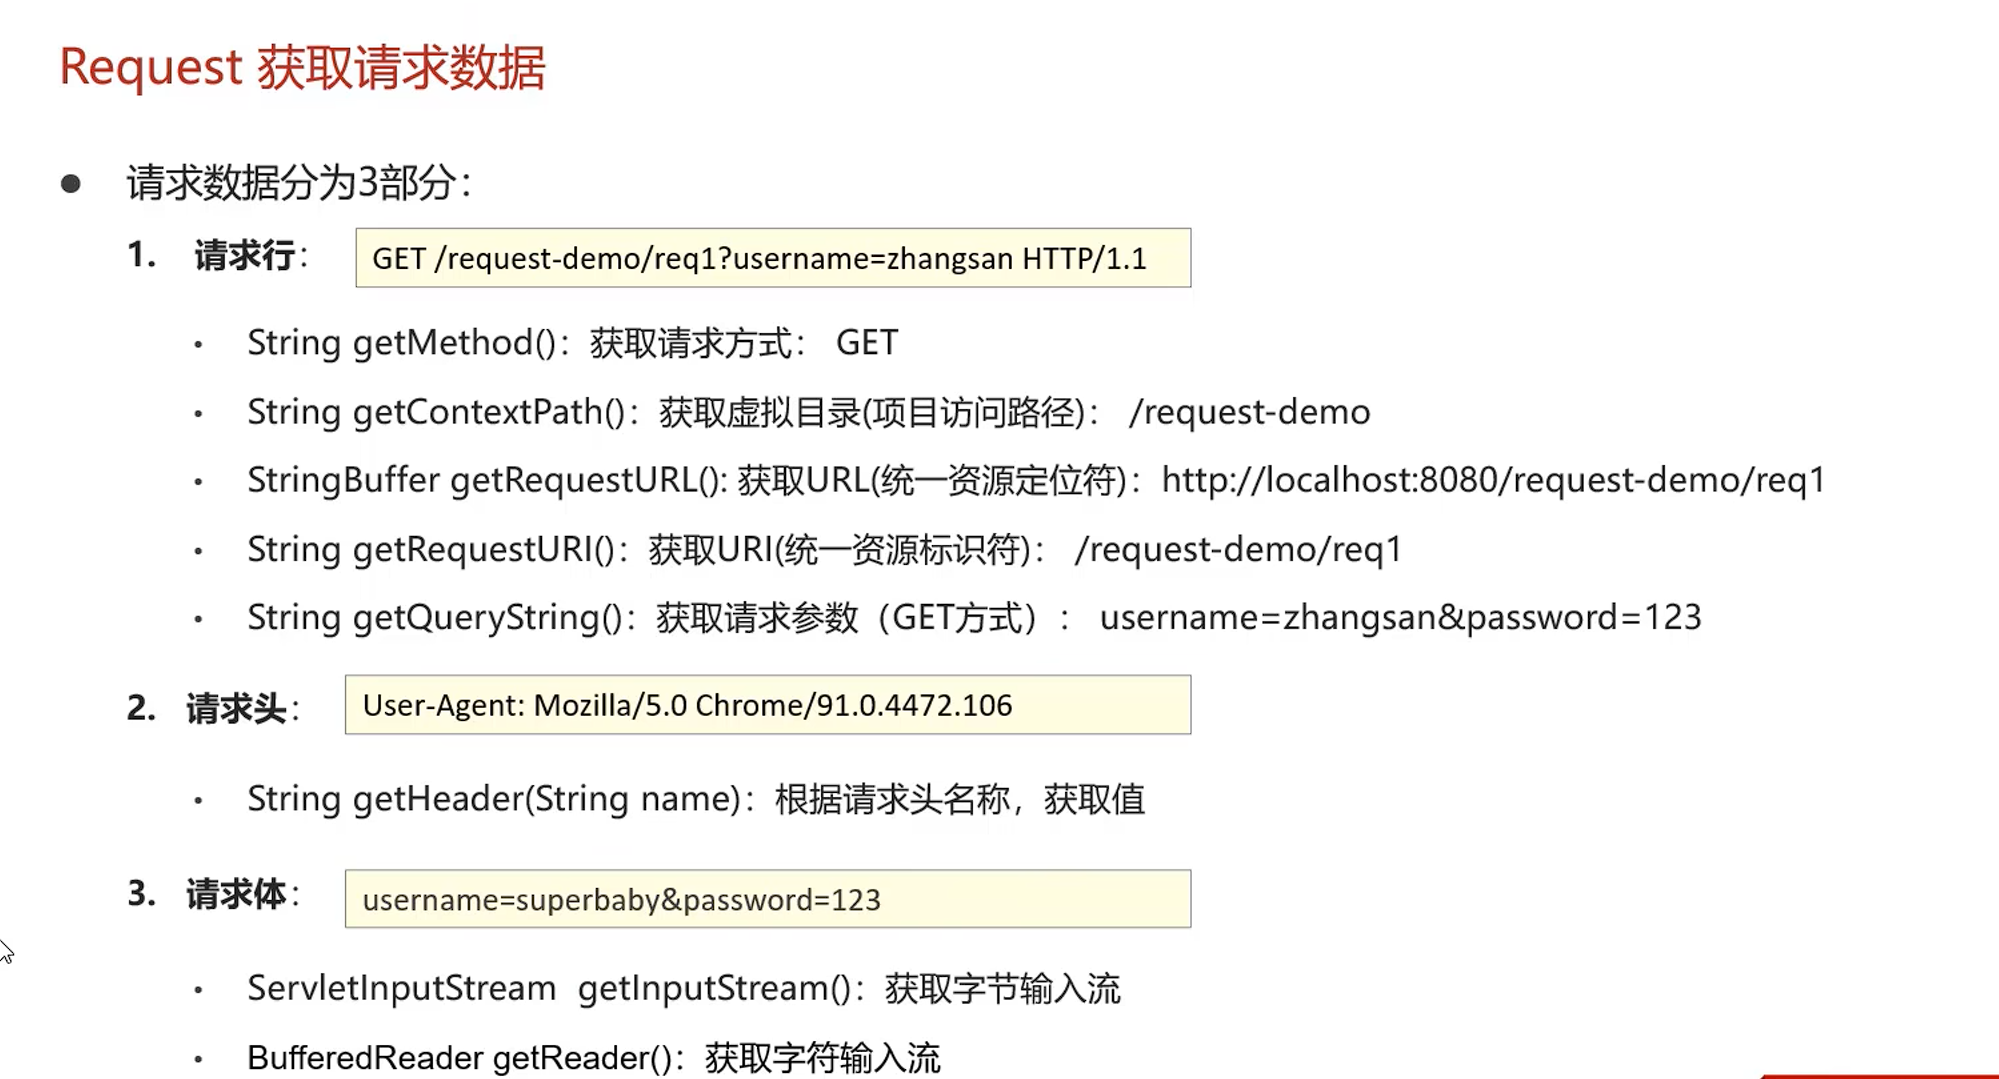 Request 获取请求数据
● 请求数据分为3部分：
1. 请求行： GET /request-demo/req1?username=zhangsan HTTP/1.1
• String getMethod()：获取请求方式： GET
• String getContextPath()：获取虚拟目录(项目访问路径)： /request-demo
• StringBuffer getRequestURL(): 获取URL(统一资源定位符)：http://localhost:8080/request-demo/req1
• String getRequestURI()：获取URI(统一资源标识符)： /request-demo/req1
• String getQueryString()：获取请求参数（GET方式）： username=zhangsan&password=123
2. 请求头： User-Agent: Mozilla/5.0 Chrome/91.0.4472.106
• String getHeader(String name)：根据请求头名称，获取值
3. 请求体： username=superbaby&password=123
• ServletInputStream getInputStream()：获取字节输入流
• BufferedReader getReader()：获取字符输入流